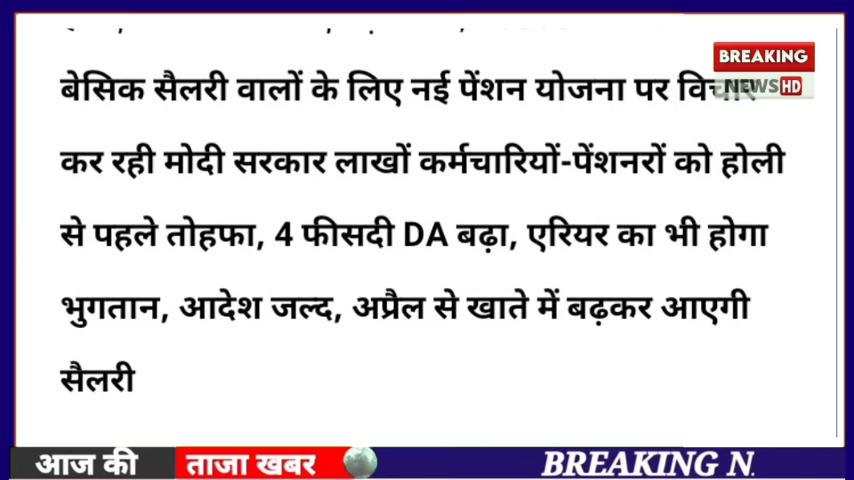 BREAKING
NEWS HD
बेसिक सैलरी वालों के लिए नई पेंशन योजना पर विचार
कर रही मोदी सरकार लाखों कर्मचारियों-पेंशनरों को होली
से पहले तोहफा, 4 फीसदी DA बढ़ा, एरियर का भी होगा
भुगतान, आदेश जल्द, अप्रैल से खाते में बढ़कर आएगी
सैलरी
आज की ताजा खबर BREAKING N.